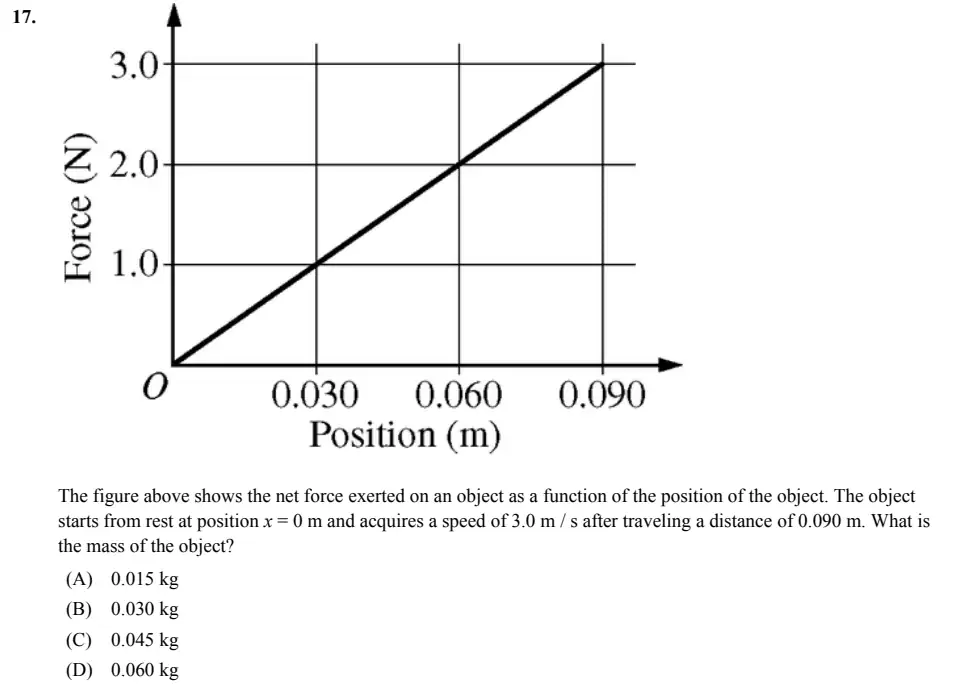 17.
3.0
2.0
1.0
Force (N)
O
0.030 0.060 0.090
Position (m)
The figure above shows the net force exerted on an object as a function of the position of the object. The object
starts from rest at position x = 0 m and acquires a speed of 3.0 m / s after traveling a distance of 0.090 m. What is
the mass of the object?
(A) 0.015 kg
(B) 0.030 kg
(C) 0.045 kg
(D) 0.060 kg